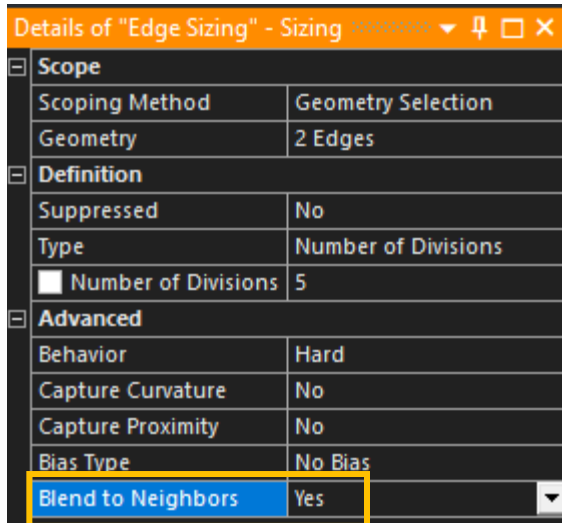 Details of "Edge Sizing" - Sizing
Scope
Scoping Method Geometry Selection
Geometry 2 Edges
Definition
Suppressed No
Type Number of Divisions
Number of Divisions 5
Advanced
Behavior Hard
Capture Curvature No
Capture Proximity No
Bias Type No Bias
Blend to Neighbors Yes